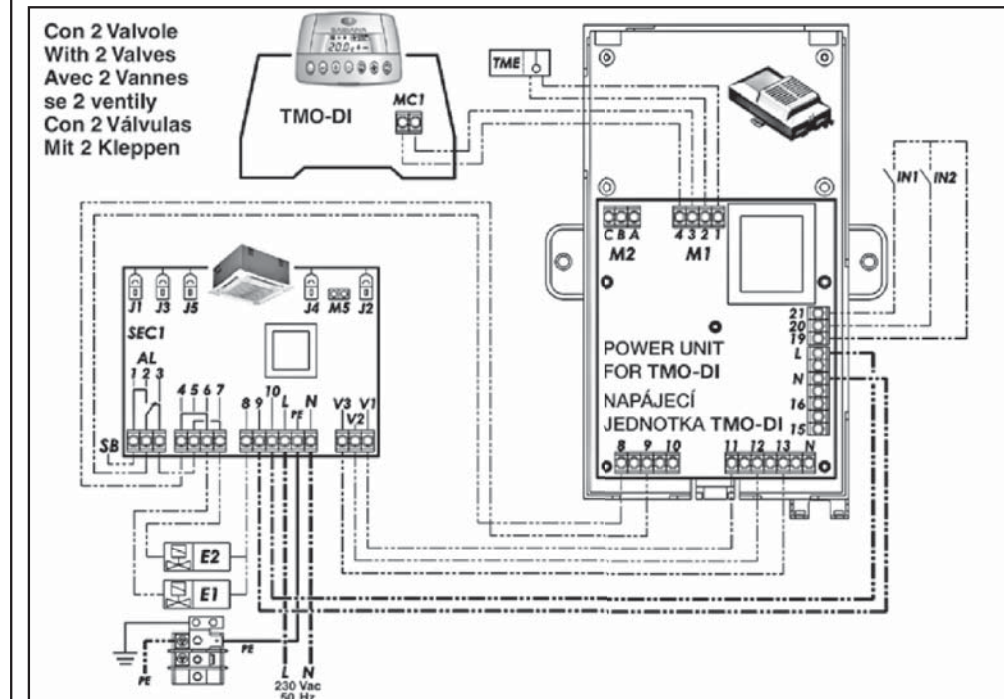 Con 2 Valvole
With 2 Valves
Avec 2 Vannes
se 2 ventily
Con 2 Válvulas
Mit 2 Kleppen
20.0
TMO-DI
MC1
TME
IN1 IN2
C B A
M2
4 3 2 1
M1
21
20
19
L
N
16
15
POWER UNIT
FOR TMO-DI
NAPÁJECÍ
JEDNOTKA TMO-DI
8 9 10
11 12 13 N
J1 J3 J5 J4 M5 J2
SEC1
AL
1 2 3
4 5 6 7
8 9 10 L PE N
V3 V2 V1
SB
E2
E1
PE
PE
L N
230 Vac
50 Hz